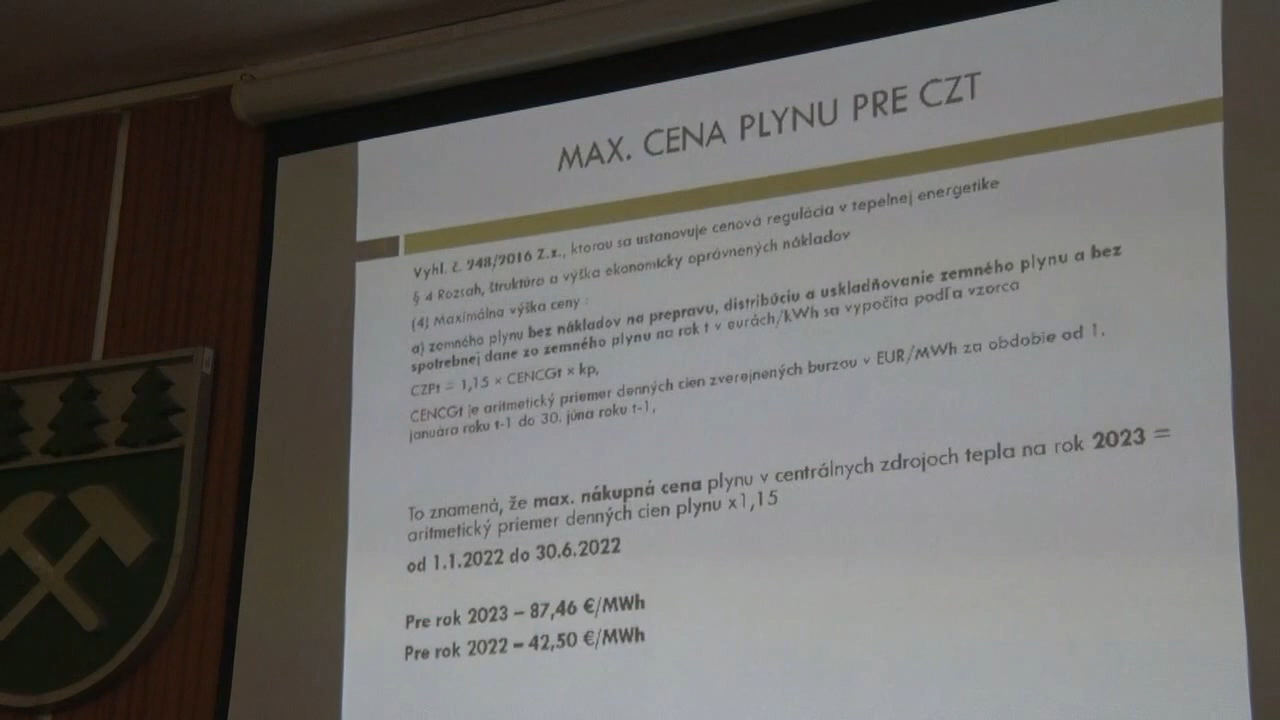 MAX. CENA PLYNU PRE CZT
Vyhl. č. 248/2016 Z.z., ktorou sa ustanovuje cenová regulácia v tepelnej energetike
§ 4 Rozsah, štruktúra a výška ekonomicky oprávnených nákladov
(4) Maximálna výška ceny :
a) zemného plynu bez nákladov na prepravu, distribúciu a uskladňovanie zemného plynu a bez
spotrebnej dane zo zemného plynu na rok t v eurách/kWh sa vypočíta podľa vzorca
CZPt = 1,15 × CENCGt × kp,
CENCGt je aritmetický priemer denných cien zverejnených burzou v EUR/MWh za obdobie od 1.
januára roku t-1 do 30. júna roku t-1,
To znamená, že max. nákupná cena plynu v centrálnych zdrojoch tepla na rok 2023 =
aritmetický priemer denných cien plynu x1,15
od 1.1.2022 do 30.6.2022
Pre rok 2023 – 87,46 €/MWh
Pre rok 2022 – 42,50 €/MWh